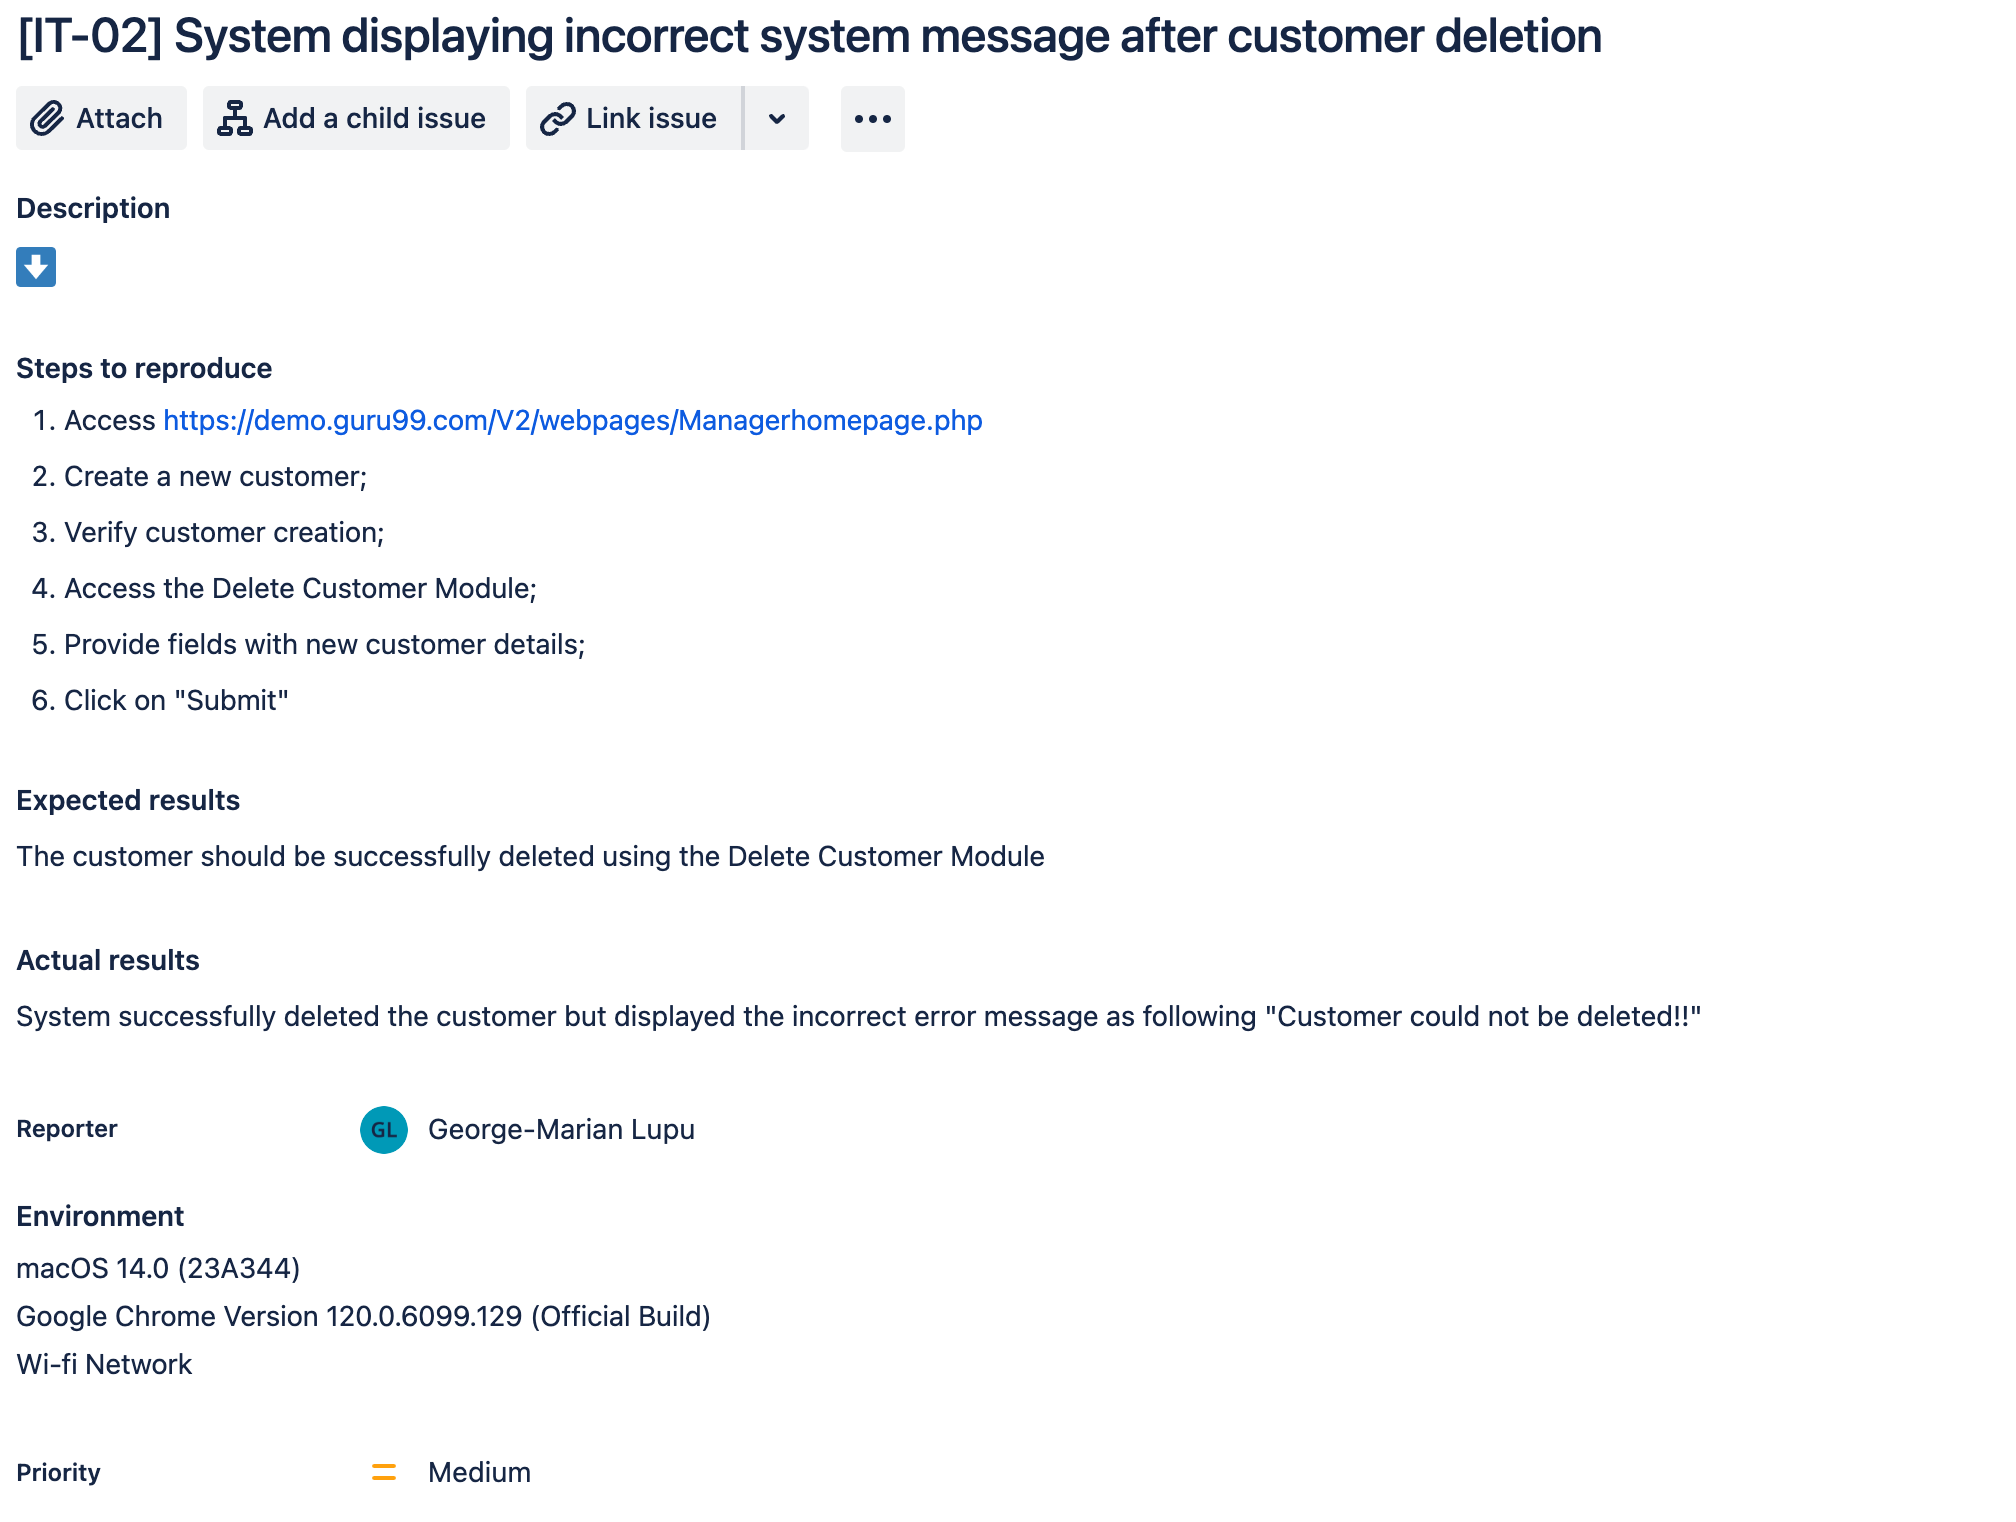 [IT-02] System displaying incorrect system message after customer deletion
Attach Add a child issue Link issue
Description
Steps to reproduce
1. Access https://demo.guru99.com/V2/webpages/Managerhomepage.php
2. Create a new customer;
3. Verify customer creation;
4. Access the Delete Customer Module;
5. Provide fields with new customer details;
6. Click on "Submit"
Expected results
The customer should be successfully deleted using the Delete Customer Module
Actual results
System successfully deleted the customer but displayed the incorrect error message as following "Customer could not be deleted!!"
Reporter GL George-Marian Lupu
Environment
macOS 14.0 (23A344)
Google Chrome Version 120.0.6099.129 (Official Build)
Wi-fi Network
Priority Medium